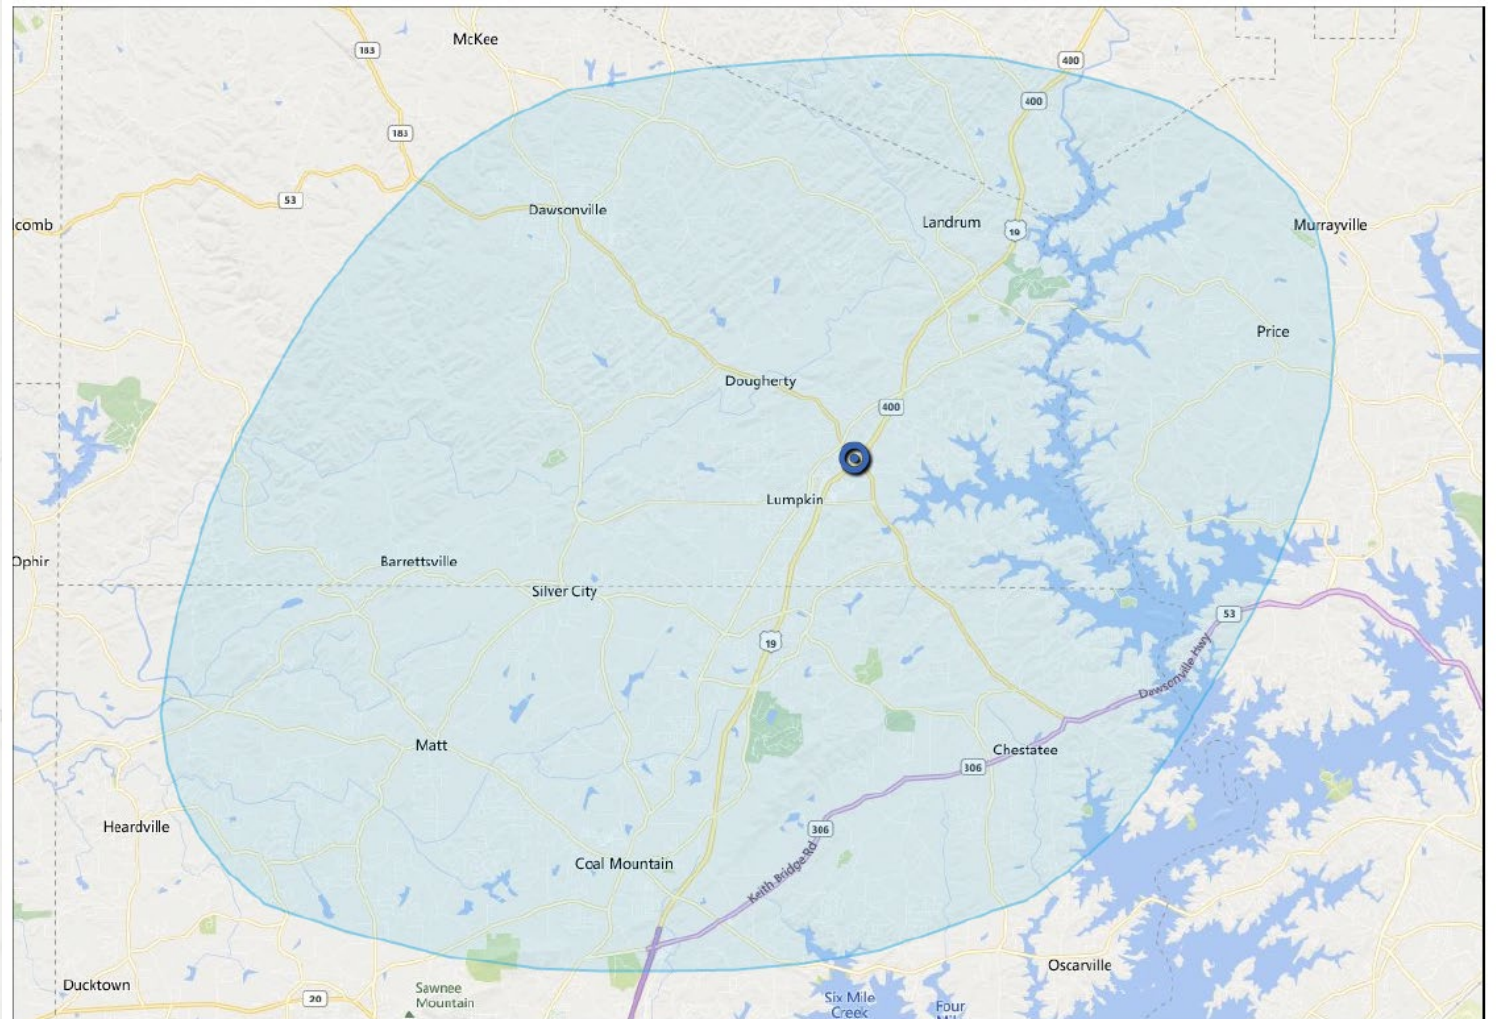 McKee
183
400
400
183
53
Dawsonville
Landrum
lcomb
Murrayville
19
Price
Dougherty
400
Lumpkin
Ophir
Barrettsville
Silver City
53
19
Dawsonville Hwy
Matt
Chestatee
306
Heardville
306
Coal Mountain
Keith Bridge Rd
Oscarville
Ducktown
Sawnee
Mountain
20
Six Mile
Creek
Four